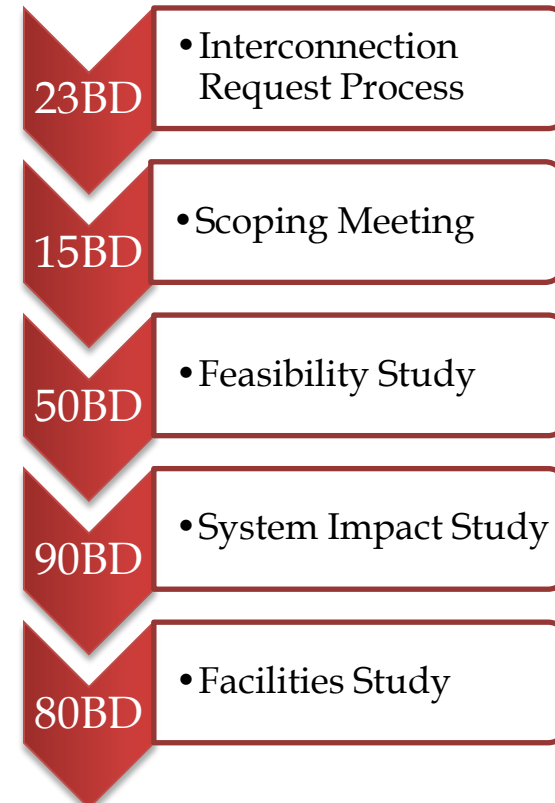 23BD
•Interconnection
Request Process
15BD
•Scoping Meeting
50BD
•Feasibility Study
90BD
•System Impact Study
80BD
•Facilities Study